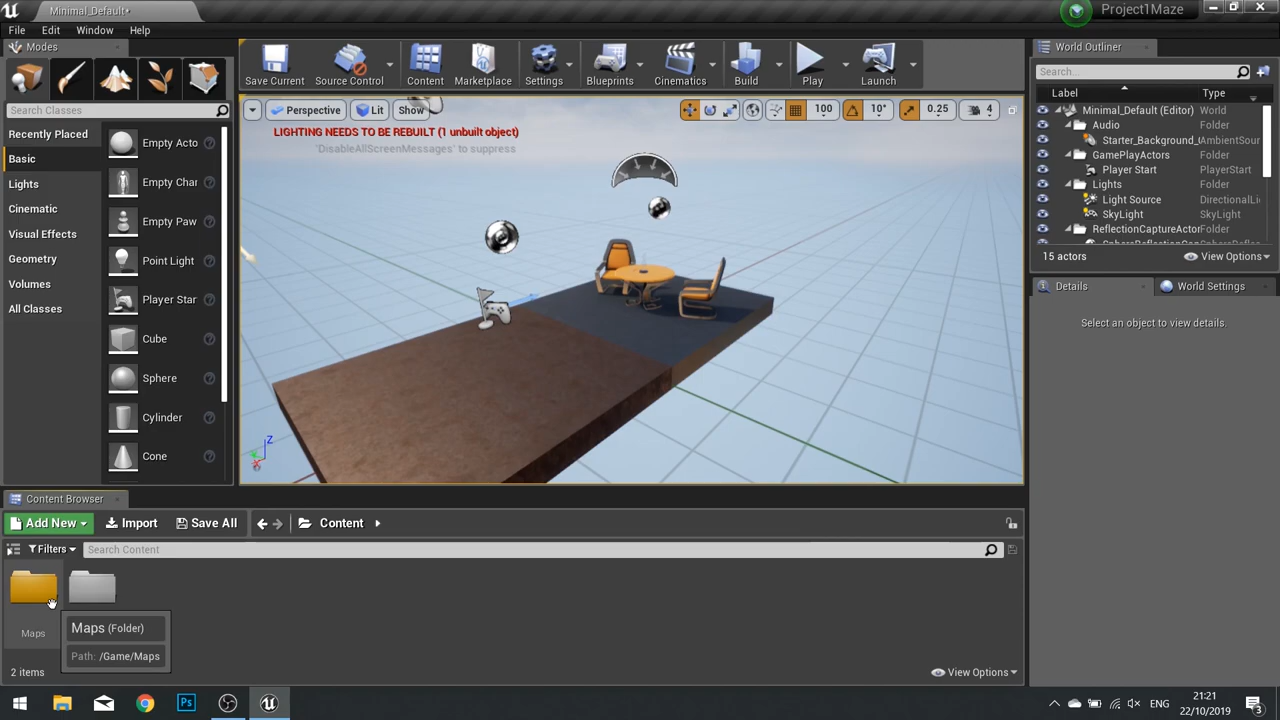 Minimal_Default*
Project1Maze
File Edit Window Help
Modes
Search Classes
Recently Placed
Basic
Lights
Cinematic
Visual Effects
Geometry
Volumes
All Classes
Empty Acto
Empty Char
Empty Paw
Point Light
Player Star
Cube
Sphere
Cylinder
Cone
Save Current
Source Control
Content
Marketplace
Settings
Blueprints
Cinematics
Build
Play
Launch
Perspective Lit Show
100 10° 0.25 4
LIGHTING NEEDS TO BE REBUILT (1 unbuilt object)
'DisableAllScreenMessages' to suppress
Z
World Outliner
Search...
Label Type
Minimal_Default (Editor) World
Audio Folder
Starter_Background_ AmbientSour
GamePlayActors Folder
Player Start PlayerStart
Lights Folder
Light Source DirectionalLi
SkyLight SkyLight
ReflectionCaptureActor Folder
15 actors View Options
Details World Settings
Select an object to view details.
Content Browser
Add New Import Save All Content
Filters Search Content
Maps
Maps (Folder)
Path: /Game/Maps
2 items
View Options
Ps
ENG
21:21
22/10/2019
3